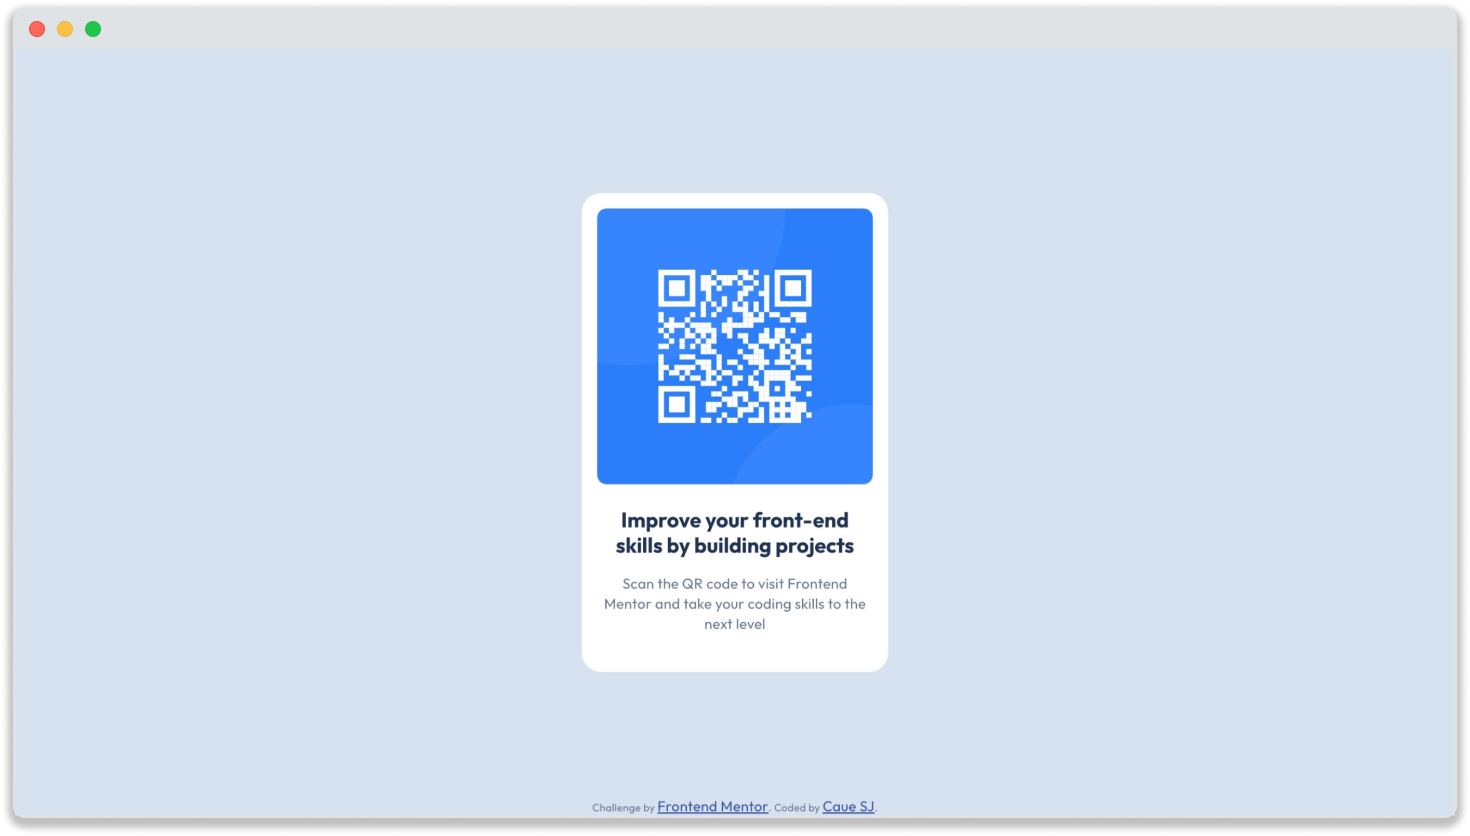 Improve your front-end
skills by building projects
Scan the QR code to visit Frontend
Mentor and take your coding skills to the
next level
Challenge by Frontend Mentor. Coded by Caue SJ.